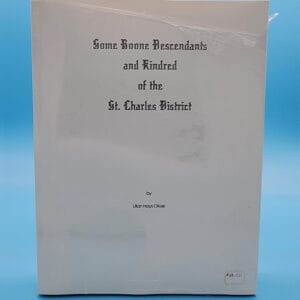 Some Boone Descendants
and Kindred
of the
St. Charles District
by
Lilian Hays Oliver